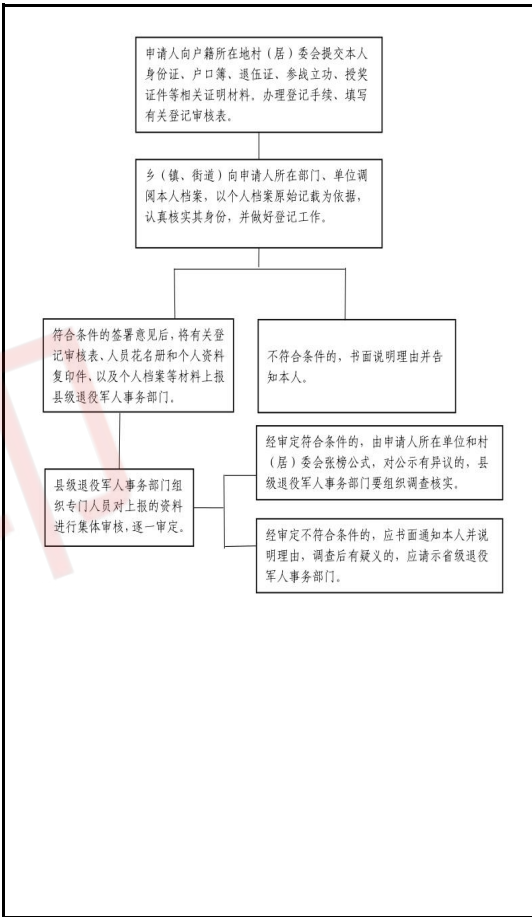 申请人向户籍所在地村（居）委会提交本人
身份证、户口簿、退伍证、参战立功、授奖
证件等相关证明材料，办理登记手续、填写
有关登记审核表。
乡（镇、街道）向申请人所在部门、单位调
阅本人档案，以个人档案原始记载为依据，
认真核实其身份，并做好登记工作。
符合条件的签署意见后，将有关登
记审核表、人员花名册和个人资料
复印件，以及个人档案等材料上报
县级退役军人事务部门。
不符合条件的，书面说明理由并告
知本人。
县级退役军人事务部门组
织专门人员对上报的资料
进行集体审核，逐一审定。
经审定符合条件的，由申请人所在单位和村
（居）委会张榜公式，对公示有异议的，县
级退役军人事务部门要组织调查核实。
经审定不符合条件的，应书面通知本人并说
明理由，调查后有疑义的，应请示省级退役
军人事务部门。